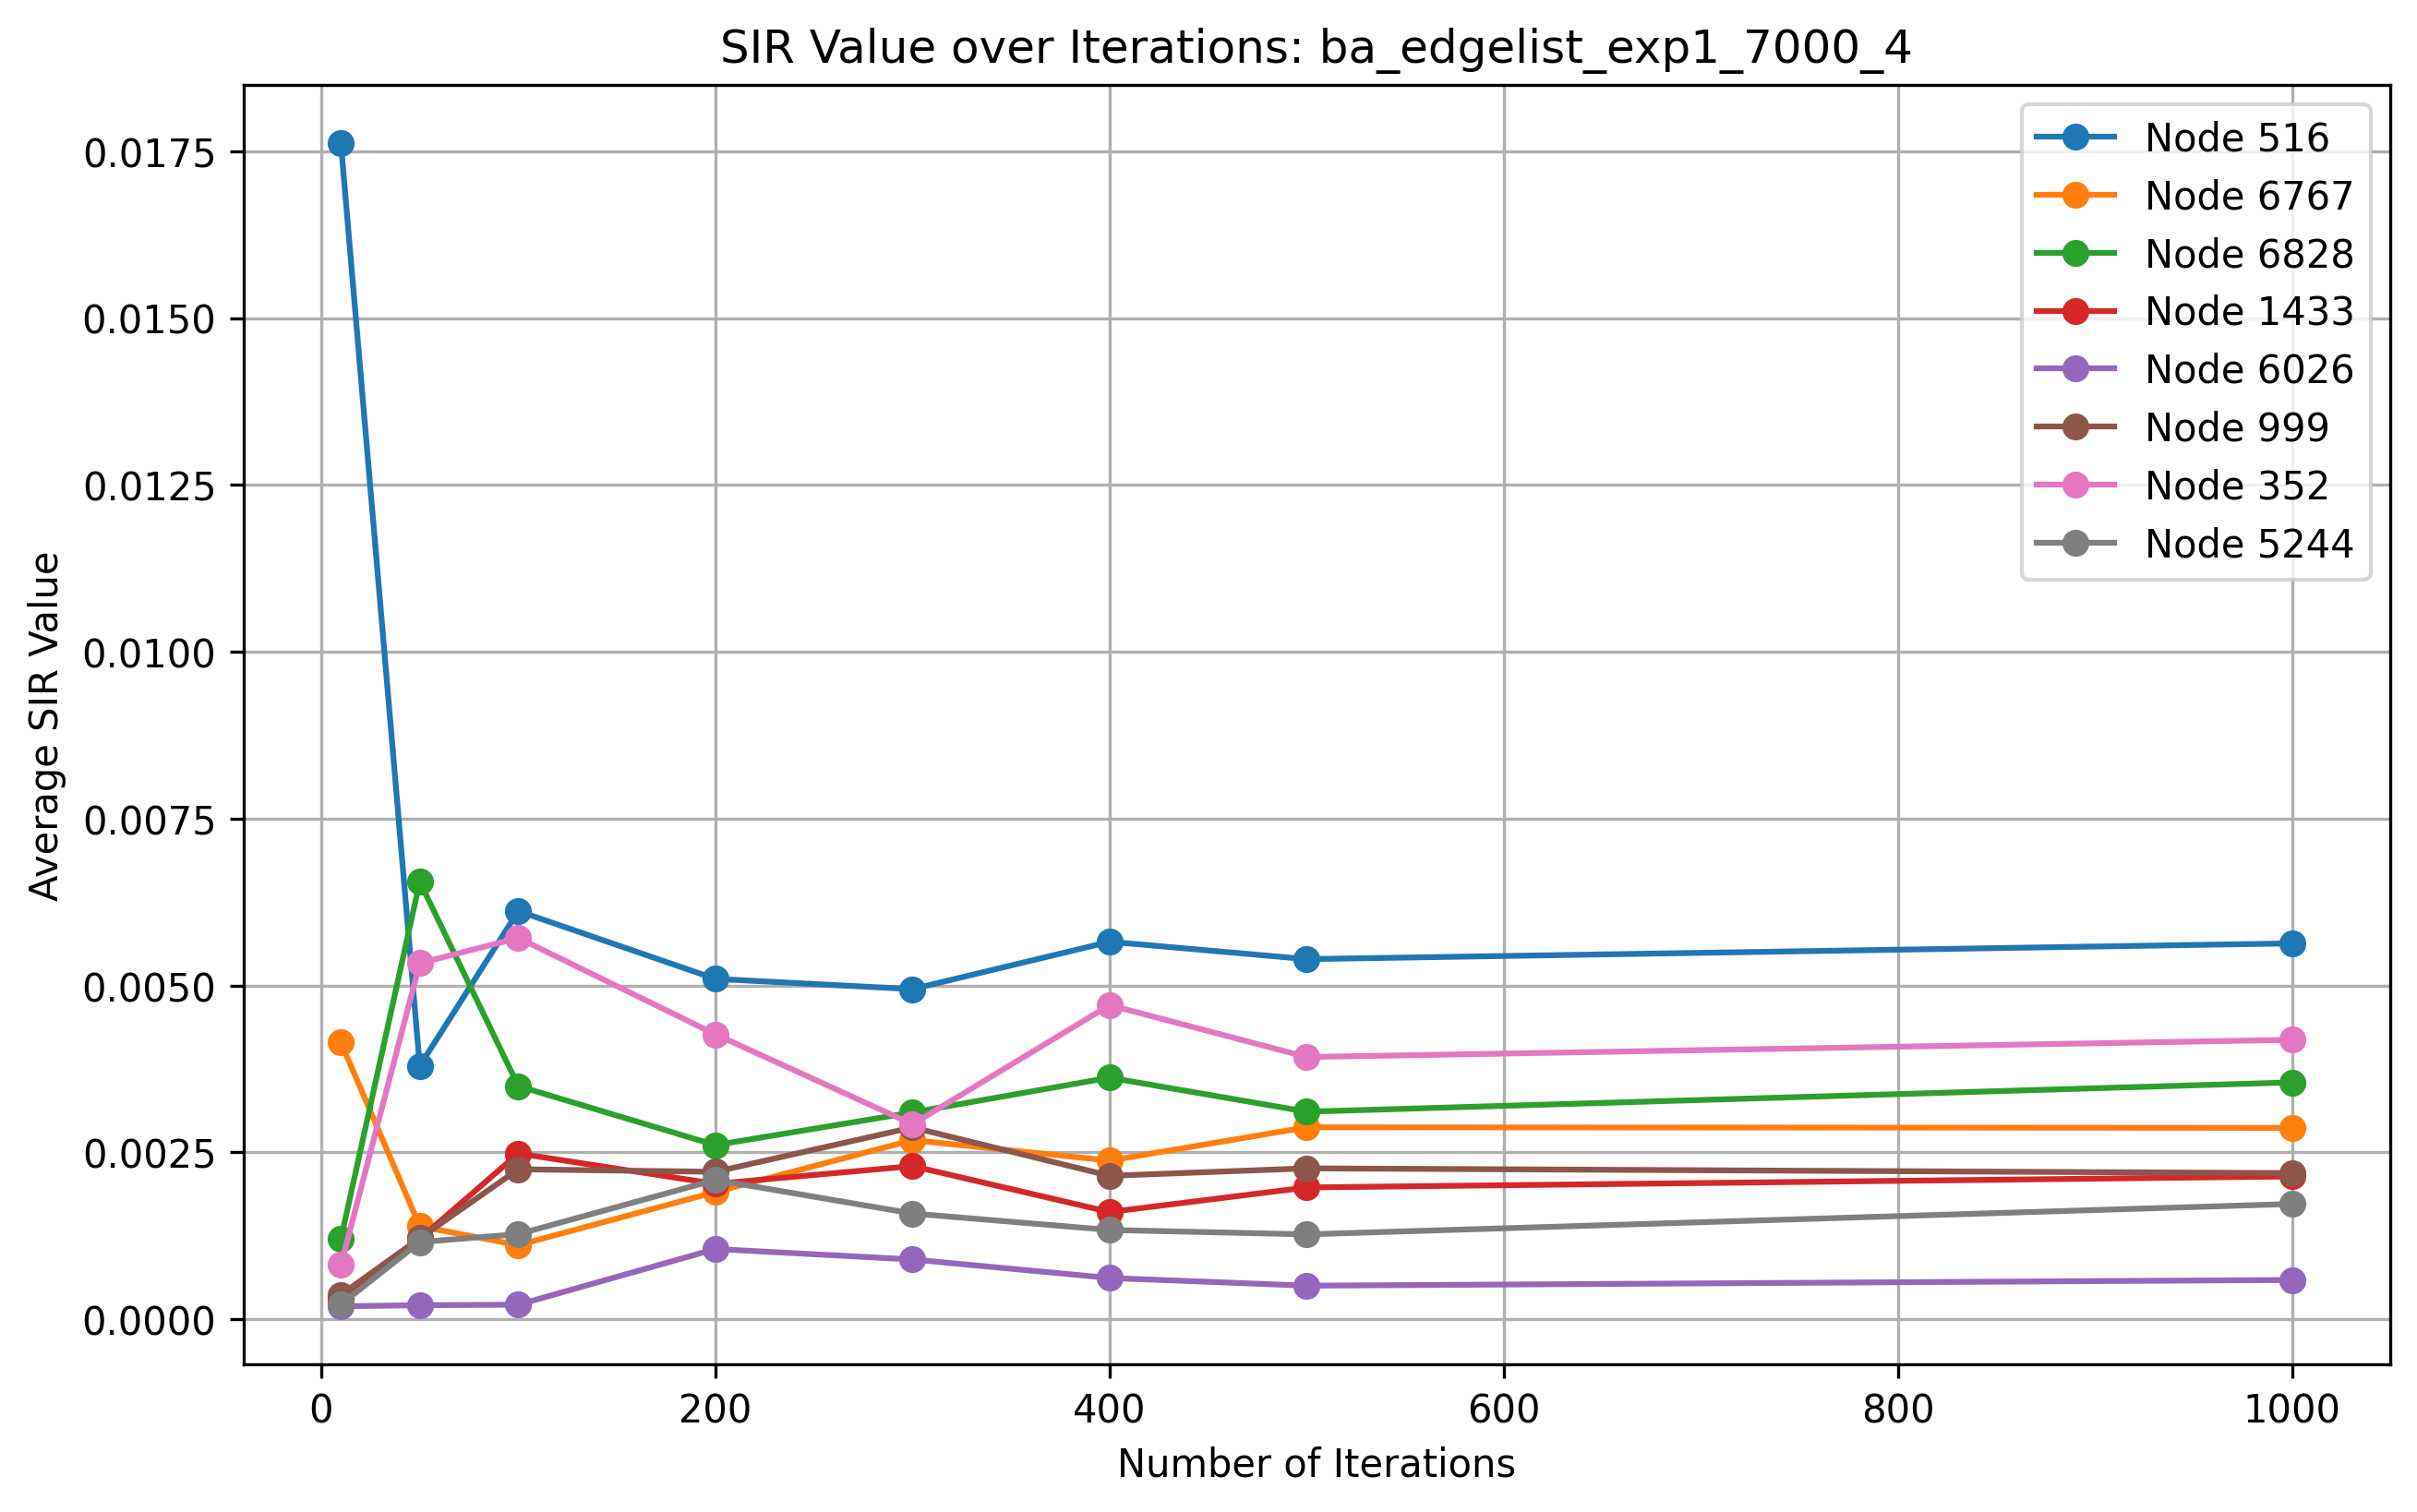 SIR Value over Iterations: ba_edgelist_exp1_7000_4
Average SIR Value
0.0175
0.0150
0.0125
0.0100
0.0075
0.0050
0.0025
0.0000
Node 516
Node 6767
Node 6828
Node 1433
Node 6026
Node 999
Node 352
Node 5244
0 200 400 600 800 1000
Number of Iterations